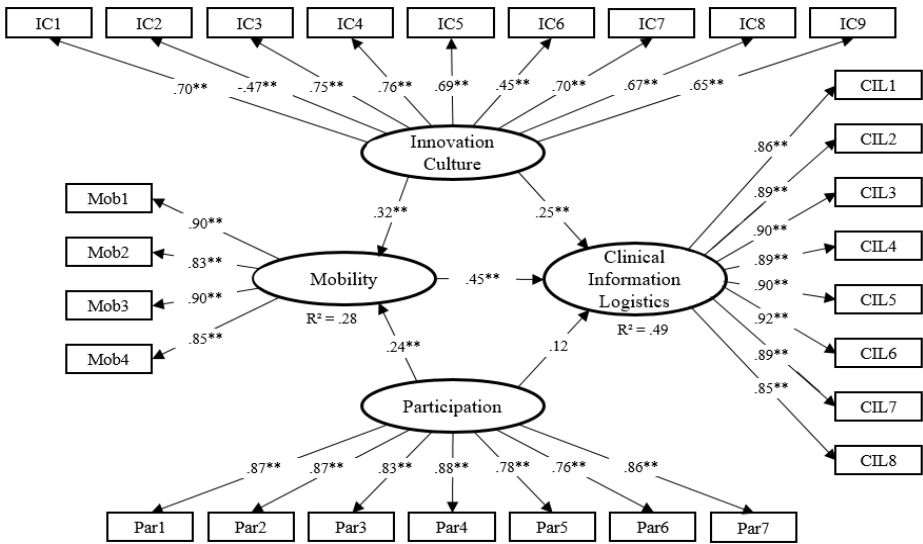 IC1 IC2 IC3 IC4 IC5 IC6 IC7 IC8 IC9
.70** -.47** .75** .76** .69** .45** .70** .67** .65**
Innovation
Culture
CIL1
CIL2
CIL3
CIL4
CIL5
CIL6
CIL7
CIL8
.86**
.89**
.90**
.89**
.90**
.92**
.89**
.85**
Mob1
Mob2
Mob3
Mob4
.90**
.83**
.90**
.85**
.32**
.25**
Mobility
R² = .28
.45**
Clinical
Information
Logistics
R² = .49
.24**
.12
Participation
.87** .87** .83** .88** .78** .76** .86**
Par1 Par2 Par3 Par4 Par5 Par6 Par7